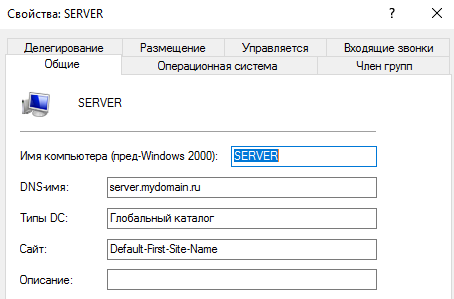 Свойства: SERVER ? ×
Делегирование Размещение Управляется Входящие звонки
Общие Операционная система Член групп
SERVER
Имя компьютера (пред-Windows 2000): SERVER
DNS-имя: server.mydomain.ru
Типы DC: Глобальный каталог
Сайт: Default-First-Site-Name
Описание: